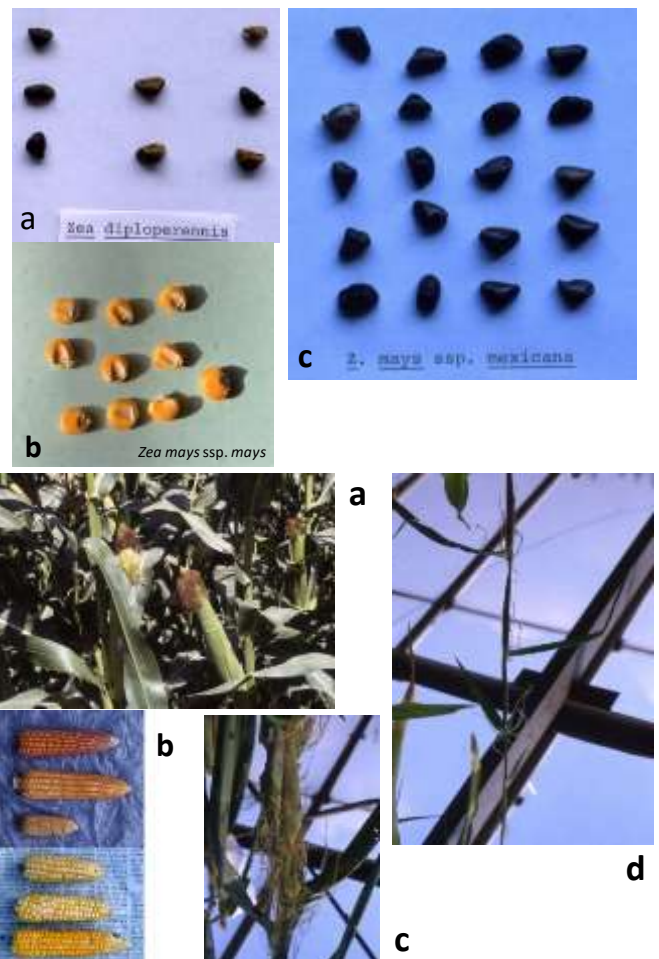 a
Zea diploperennis
c
Z. mays ssp. mexicana
b
Zea mays ssp. mays
a
b
c
d